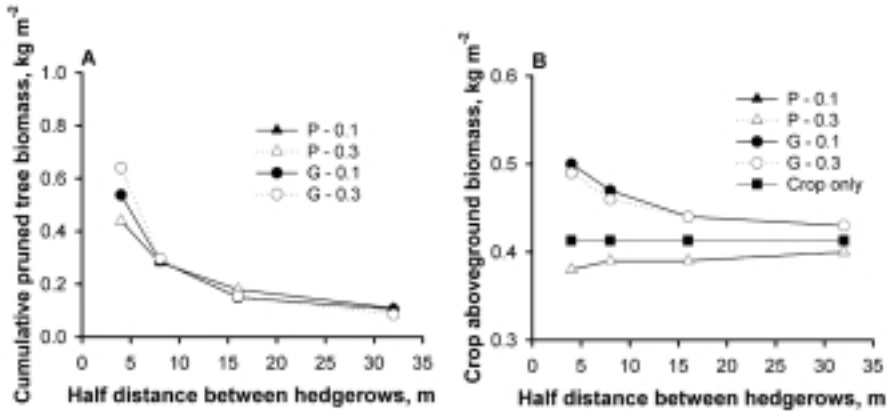 A
Cumulative pruned tree biomass, kg m-2
1.0
0.8
0.6
0.4
0.2
0.0
P - 0.1
P - 0.3
G - 0.1
G - 0.3
0 5 10 15 20 25 30 35
Half distance between hedgerows, m
B
Crop aboveground biomass, kg m-2
0.6
0.5
0.4
0.3
P - 0.1
P - 0.3
G - 0.1
G - 0.3
Crop only
0 5 10 15 20 25 30 35
Half distance between hedgerows, m